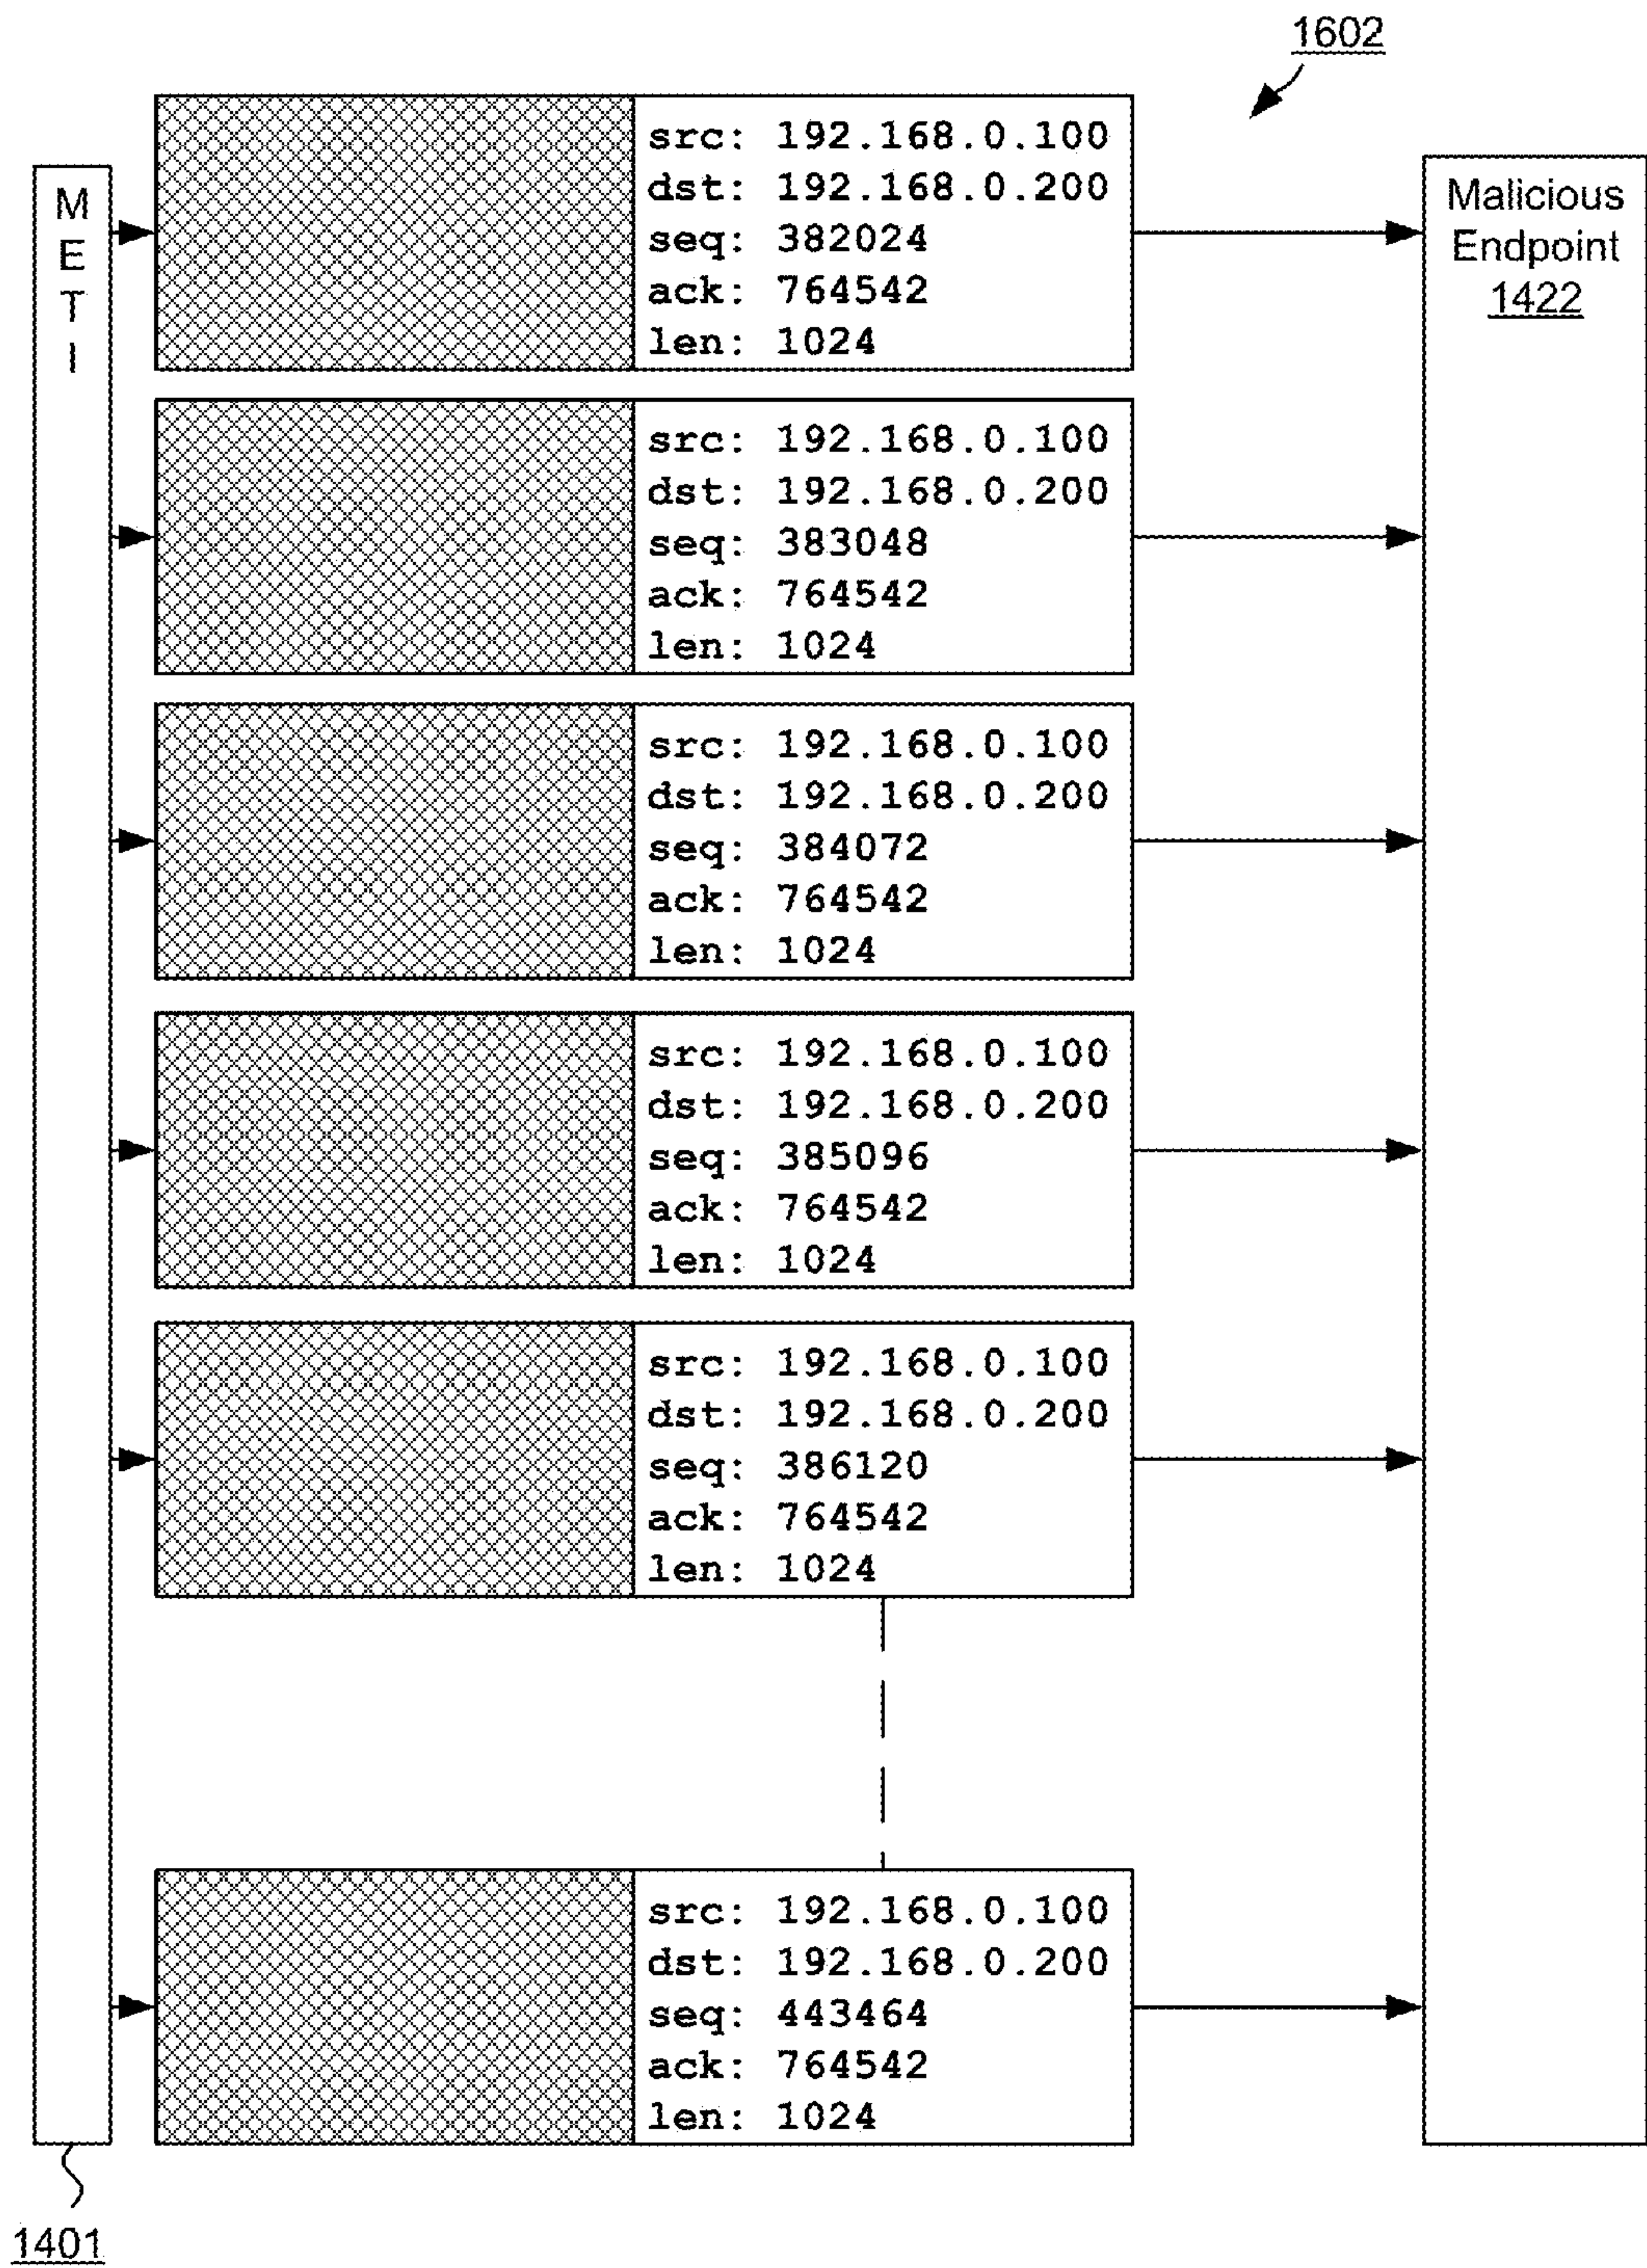 1602
M
E
T
I
src: 192.168.0.100
dst: 192.168.0.200
seq: 382024
ack: 764542
len: 1024
Malicious
Endpoint
1422
src: 192.168.0.100
dst: 192.168.0.200
seq: 383048
ack: 764542
len: 1024
src: 192.168.0.100
dst: 192.168.0.200
seq: 384072
ack: 764542
len: 1024
src: 192.168.0.100
dst: 192.168.0.200
seq: 385096
ack: 764542
len: 1024
src: 192.168.0.100
dst: 192.168.0.200
seq: 386120
ack: 764542
len: 1024
src: 192.168.0.100
dst: 192.168.0.200
seq: 443464
ack: 764542
len: 1024
1401